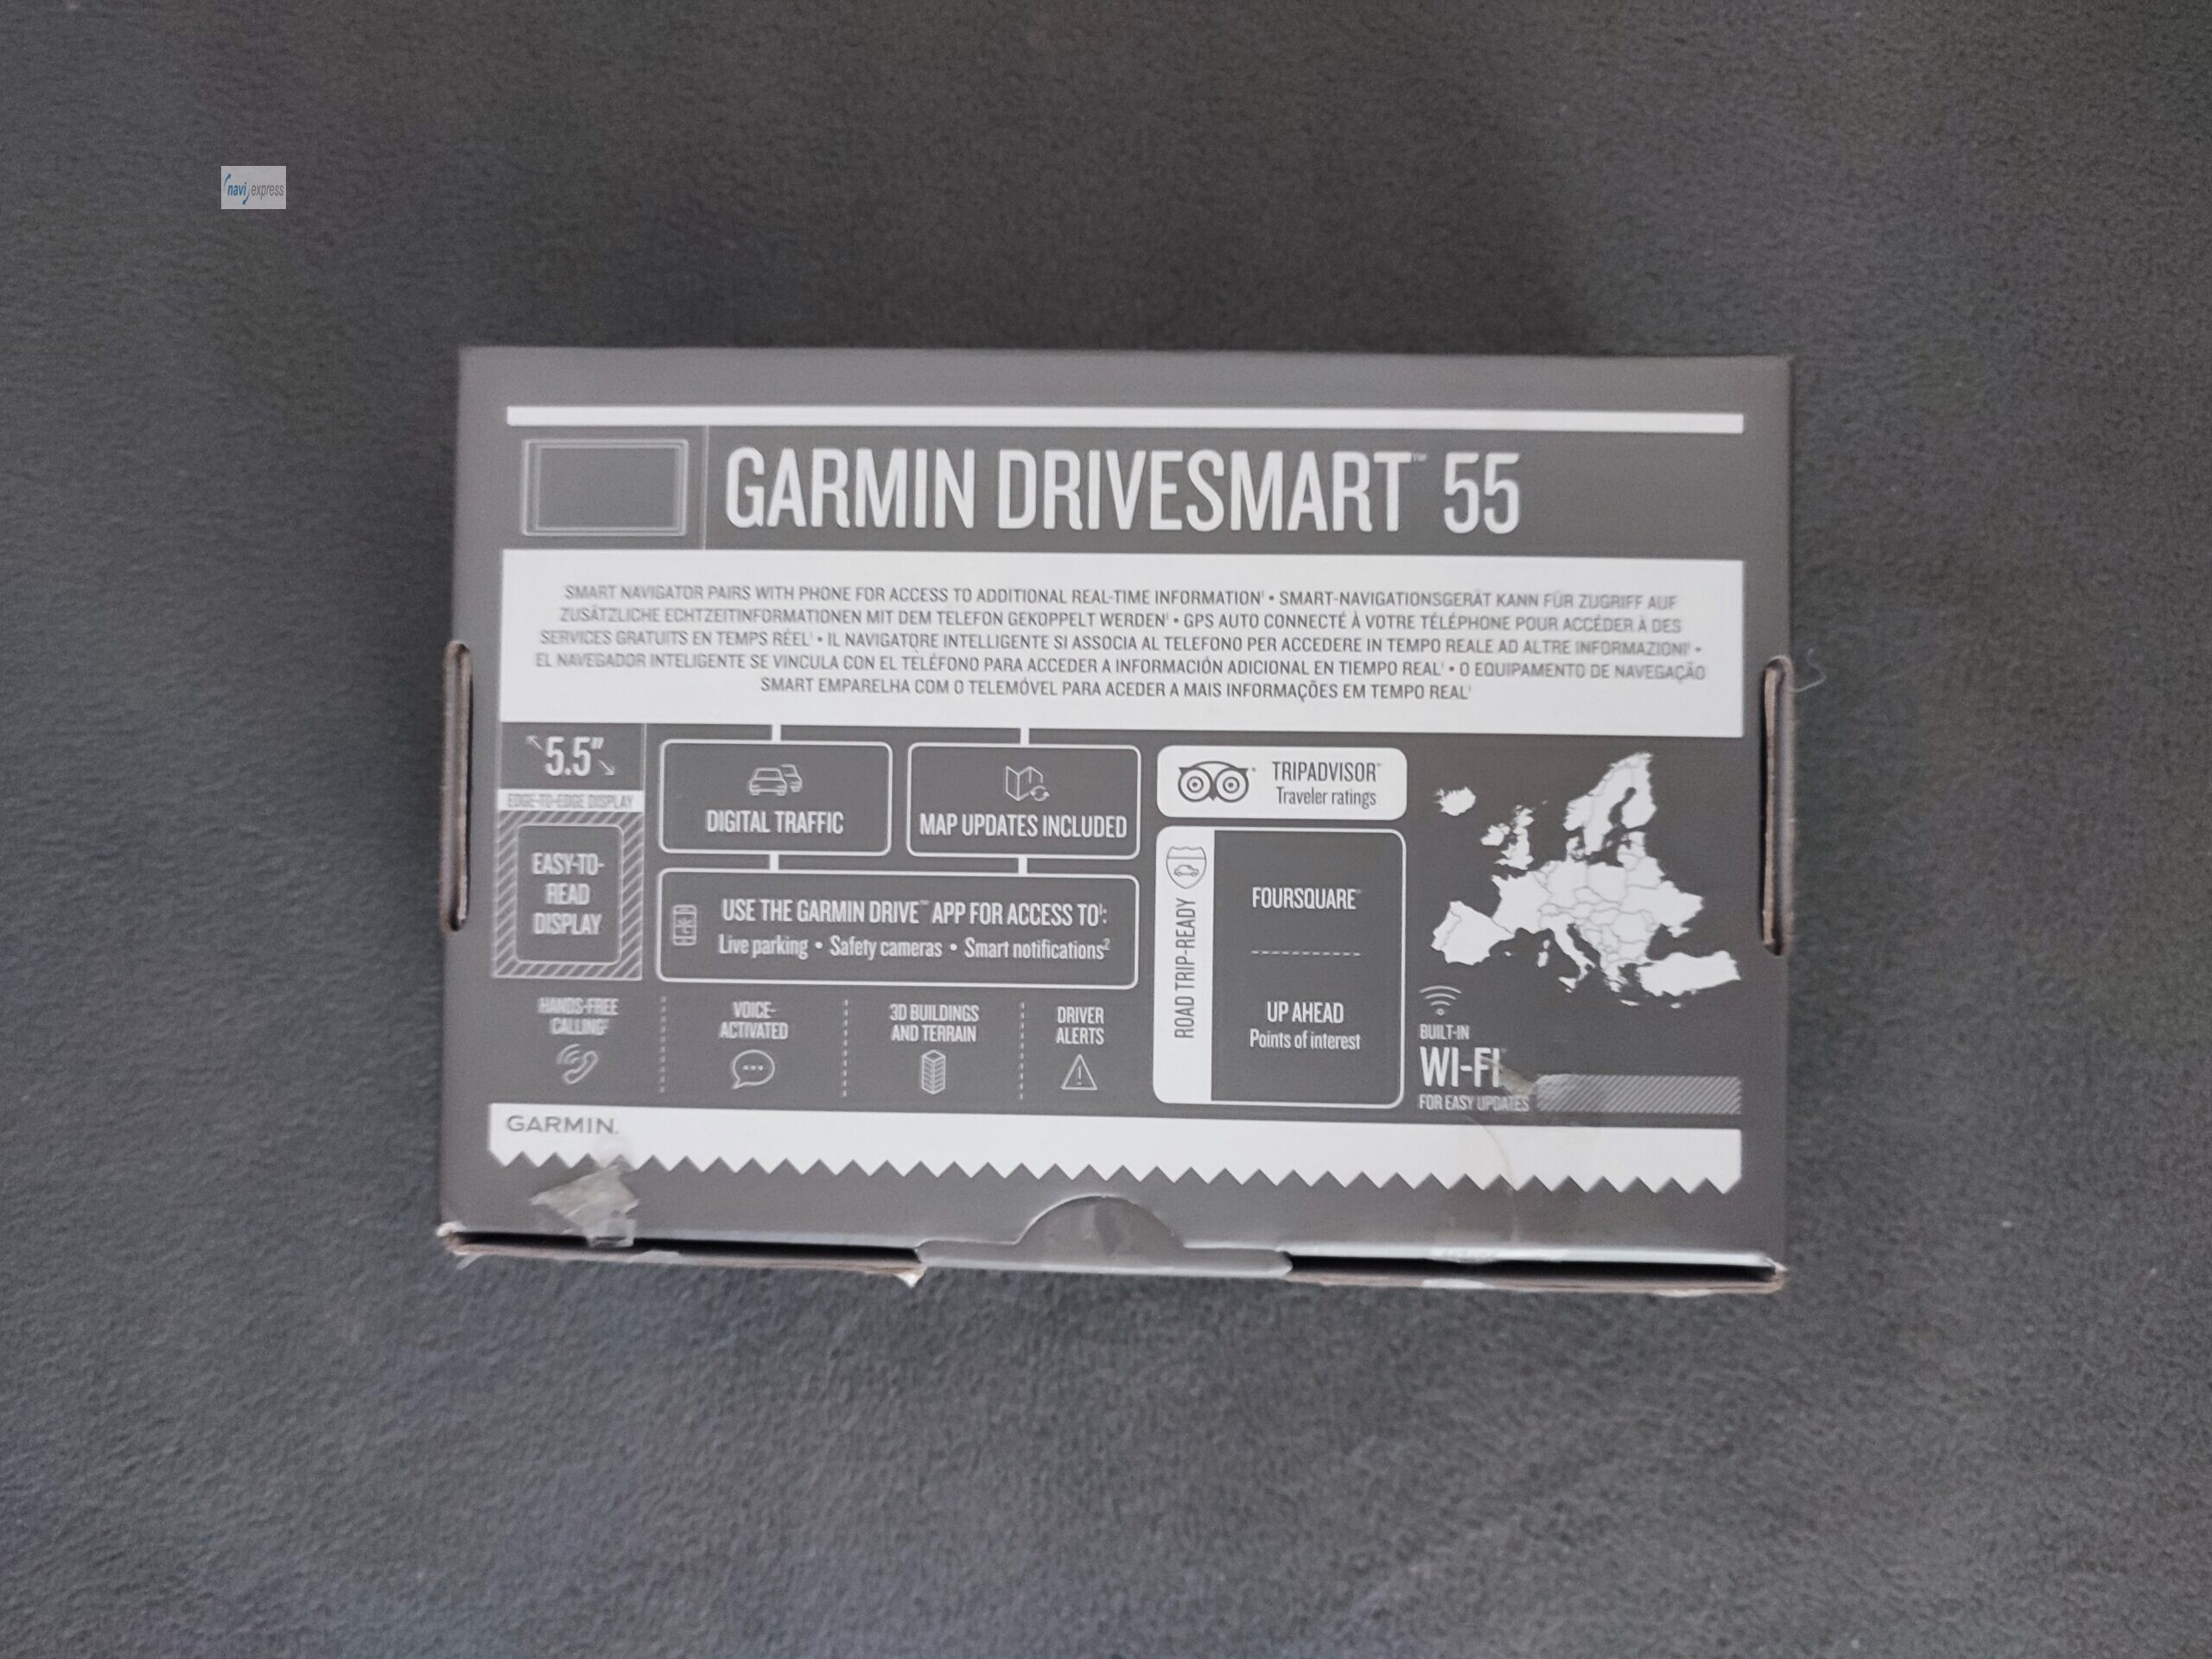 navi express
GARMIN DRIVESMART™ 55
SMART NAVIGATOR PAIRS WITH PHONE FOR ACCESS TO ADDITIONAL REAL-TIME INFORMATION¹ • SMART-NAVIGATIONSGERÄT KANN FÜR ZUGRIFF AUF
ZUSÄTZLICHE ECHTZEITINFORMATIONEN MIT DEM TELEFON GEKOPPELT WERDEN¹ • GPS AUTO CONNECTÉ À VOTRE TÉLÉPHONE POUR ACCÉDER À DES
SERVICES GRATUITS EN TEMPS RÉEL¹ • IL NAVIGATORE INTELLIGENTE SI ASSOCIA AL TELEFONO PER ACCEDERE IN TEMPO REALE AD ALTRE INFORMAZIONI¹ •
EL NAVEGADOR INTELIGENTE SE VINCULA CON EL TELÉFONO PARA ACCEDER A INFORMACIÓN ADICIONAL EN TIEMPO REAL¹ • O EQUIPAMENTO DE NAVEGAÇÃO
SMART EMPARELHA COM O TELEMÓVEL PARA ACEDER A MAIS INFORMAÇÕES EM TEMPO REAL¹
5.5"
EDGE-TO-EDGE DISPLAY
EASY-TO-
READ
DISPLAY
DIGITAL TRAFFIC
MAP UPDATES INCLUDED
USE THE GARMIN DRIVE™ APP FOR ACCESS TO¹:
Live parking • Safety cameras • Smart notifications²
HANDS-FREE
CALLING²
VOICE-
ACTIVATED
3D BUILDINGS
AND TERRAIN
DRIVER
ALERTS
TRIPADVISOR™
Traveler ratings
ROAD TRIP-READY
FOURSQUARE™
UP AHEAD
Points of interest
BUILT-IN
WI-FI
FOR EASY UPDATES
GARMIN.